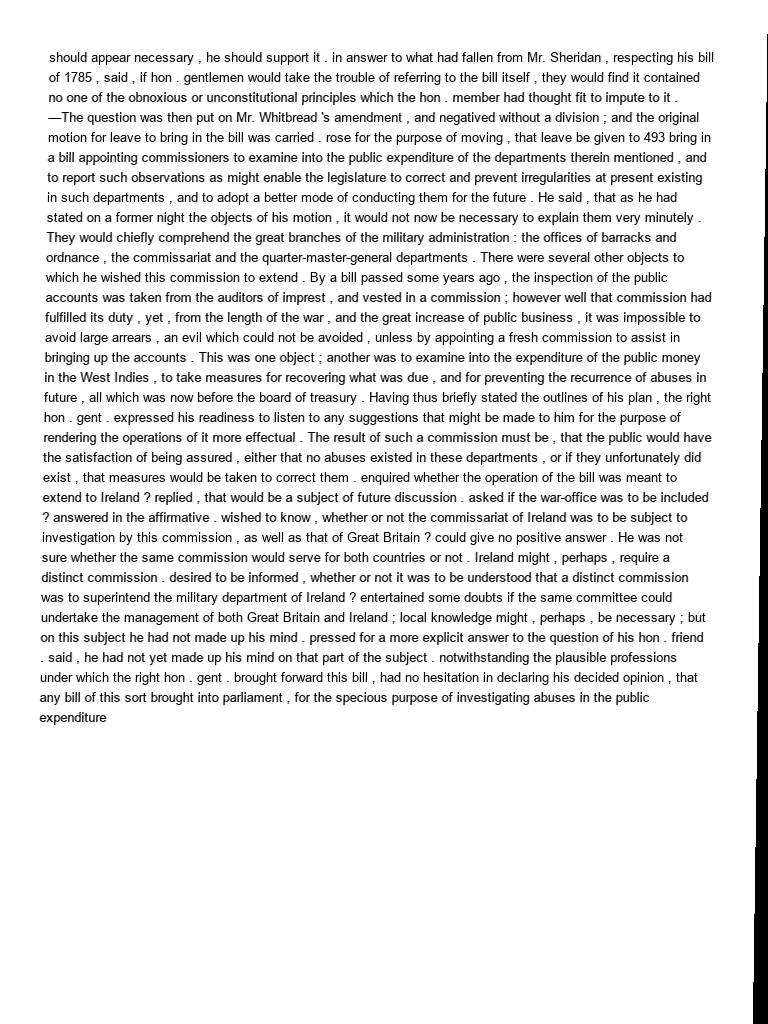 should appear necessary , he should support it . in answer to what had fallen from Mr. Sheridan , respecting his bill
of 1785 , said , if hon . gentlemen would take the trouble of referring to the bill itself , they would find it contained
no one of the obnoxious or unconstitutional principles which the hon . member had thought fit to impute to it .
—The question was then put on Mr. Whitbread 's amendment , and negatived without a division ; and the original
motion for leave to bring in the bill was carried . rose for the purpose of moving , that leave be given to 493 bring in
a bill appointing commissioners to examine into the public expenditure of the departments therein mentioned , and
to report such observations as might enable the legislature to correct and prevent irregularities at present existing
in such departments , and to adopt a better mode of conducting them for the future . He said , that as he had
stated on a former night the objects of his motion , it would not now be necessary to explain them very minutely .
They would chiefly comprehend the great branches of the military administration : the offices of barracks and
ordnance , the commissariat and the quarter-master-general departments . There were several other objects to
which he wished this commission to extend . By a bill passed some years ago , the inspection of the public
accounts was taken from the auditors of imprest , and vested in a commission ; however well that commission had
fulfilled its duty , yet , from the length of the war , and the great increase of public business , it was impossible to
avoid large arrears , an evil which could not be avoided , unless by appointing a fresh commission to assist in
bringing up the accounts . This was one object ; another was to examine into the expenditure of the public money
in the West Indies , to take measures for recovering what was due , and for preventing the recurrence of abuses in
future , all which was now before the board of treasury . Having thus briefly stated the outlines of his plan , the right
hon . gent . expressed his readiness to listen to any suggestions that might be made to him for the purpose of
rendering the operations of it more effectual . The result of such a commission must be , that the public would have
the satisfaction of being assured , either that no abuses existed in these departments , or if they unfortunately did
exist , that measures would be taken to correct them . enquired whether the operation of the bill was meant to
extend to Ireland ? replied , that would be a subject of future discussion . asked if the war-office was to be included
? answered in the affirmative . wished to know , whether or not the commissariat of Ireland was to be subject to
investigation by this commission , as well as that of Great Britain ? could give no positive answer . He was not
sure whether the same commission would serve for both countries or not . Ireland might , perhaps , require a
distinct commission . desired to be informed , whether or not it was to be understood that a distinct commission
was to superintend the military department of Ireland ? entertained some doubts if the same committee could
undertake the management of both Great Britain and Ireland ; local knowledge might , perhaps , be necessary ; but
on this subject he had not made up his mind . pressed for a more explicit answer to the question of his hon . friend
. said , he had not yet made up his mind on that part of the subject . notwithstanding the plausible professions
under which the right hon . gent . brought forward this bill , had no hesitation in declaring his decided opinion , that
any bill of this sort brought into parliament , for the specious purpose of investigating abuses in the public
expenditure